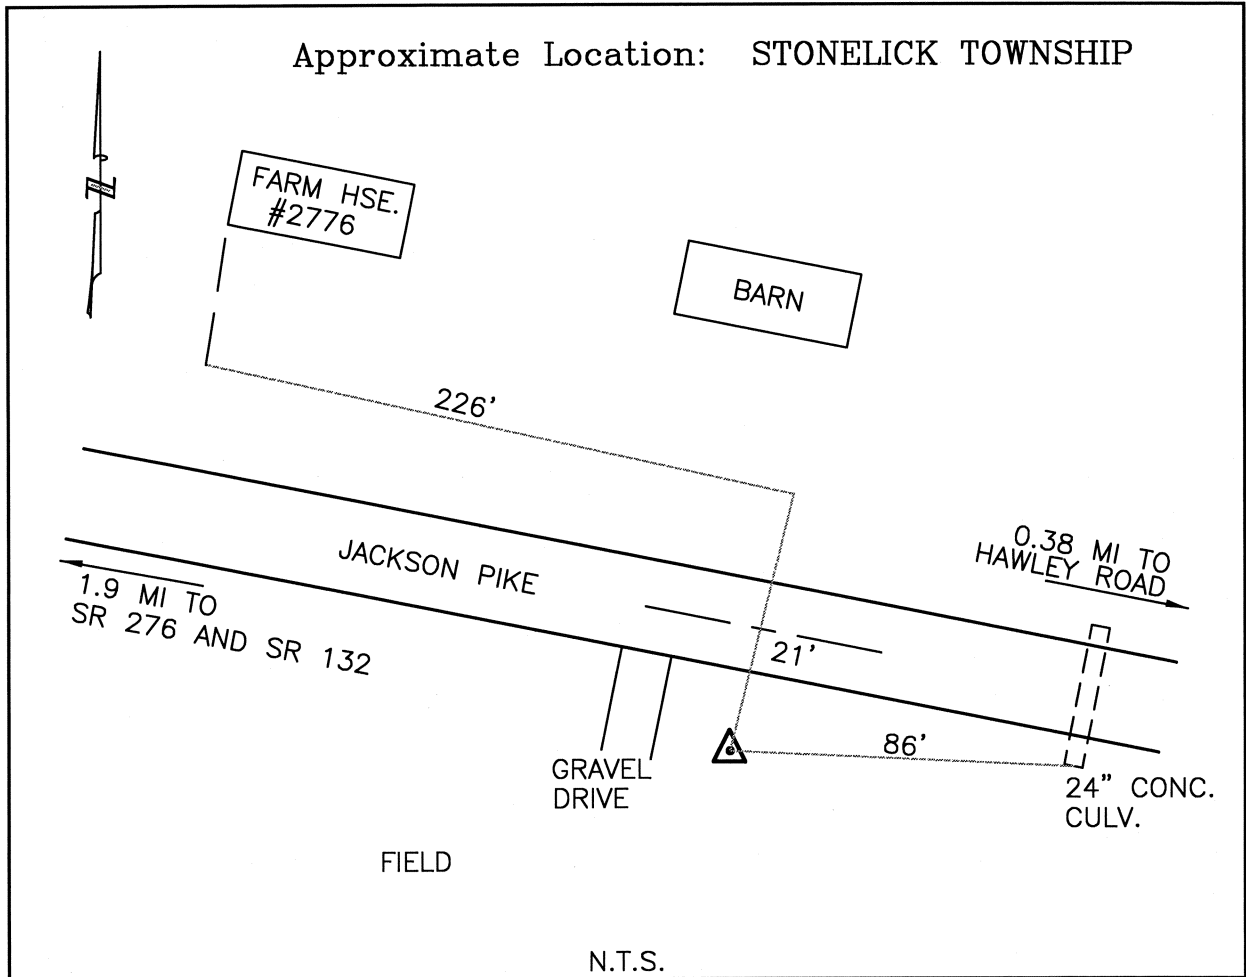 Approximate Location: STONELICK TOWNSHIP
N
FARM HSE.
#2776
BARN
226'
JACKSON PIKE
0.38 MI TO
HAWLEY ROAD
1.9 MI TO
SR 276 AND SR 132
21'
86'
GRAVEL
DRIVE
24" CONC.
CULV.
FIELD
N.T.S.